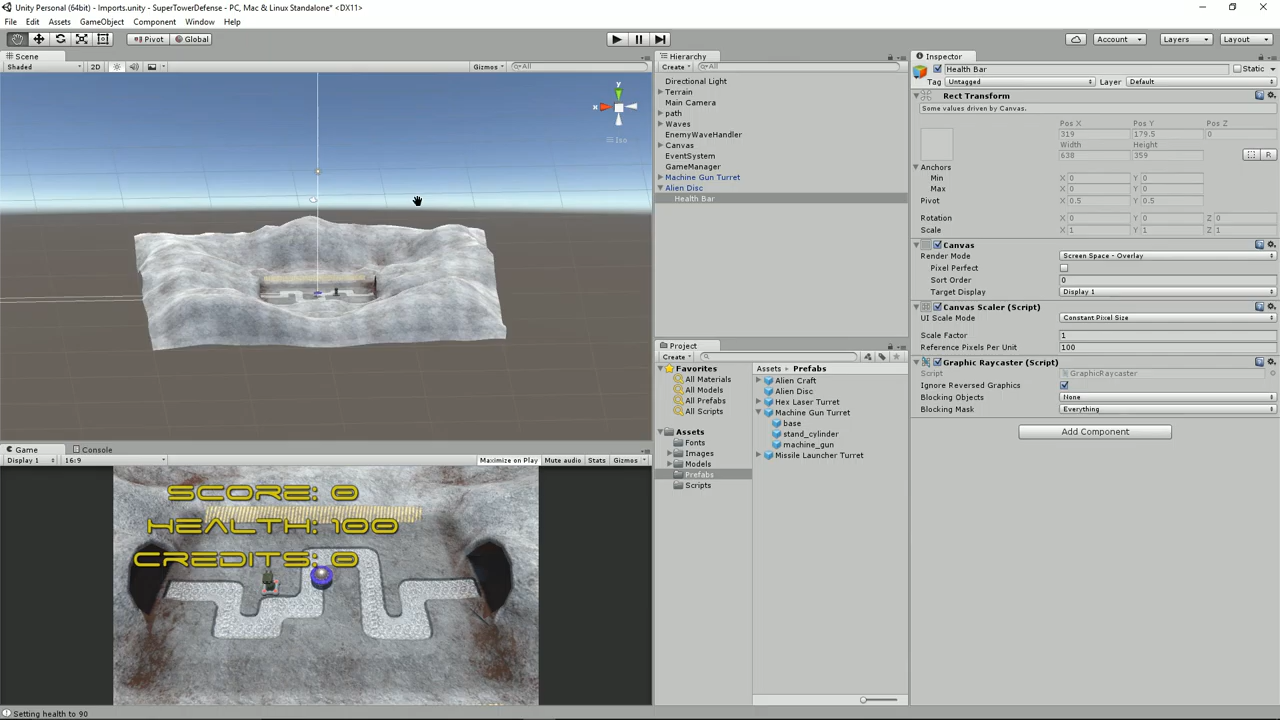 Unity Personal (64bit) - Imports.unity - SuperTowerDefense - PC, Mac & Linux Standalone* <DX11>
File Edit Assets GameObject Component Window Help
Pivot Global Account Layers Layout
Scene
Shaded 2D Gizmos All
y
x
Iso
Game Console
Display 1 16:9 Maximize on Play Mute audio Stats Gizmos
SCORE: 0
HEALTH: 100
CREDITS: 0
Setting health to 90
Hierarchy
Create All
Directional Light
Terrain
Main Camera
path
Waves
EnemyWaveHandler
Canvas
EventSystem
GameManager
Machine Gun Turret
Alien Disc
Health Bar
Project
Create
Favorites
All Materials
All Models
All Prefabs
All Scripts
Assets
Fonts
Images
Models
Prefabs
Scripts
Assets Prefabs
Alien Craft
Alien Disc
Hex Laser Turret
Machine Gun Turret
base
stand_cylinder
machine_gun
Missile Launcher Turret
Inspector
Health Bar Static
Tag Untagged Layer Default
Rect Transform
Some values driven by Canvas.
Pos X Pos Y Pos Z
319 179.5 0
Width Height
638 359
R
Anchors
Min X 0 Y 0
Max X 0 Y 0
Pivot X 0.5 Y 0.5
Rotation X 0 Y 0 Z 0
Scale X 1 Y 1 Z 1
Canvas
Render Mode Screen Space - Overlay
Pixel Perfect
Sort Order 0
Target Display Display 1
Canvas Scaler (Script)
UI Scale Mode Constant Pixel Size
Scale Factor 1
Reference Pixels Per Unit 100
Graphic Raycaster (Script)
Script GraphicRaycaster
Ignore Reversed Graphics
Blocking Objects None
Blocking Mask Everything
Add Component